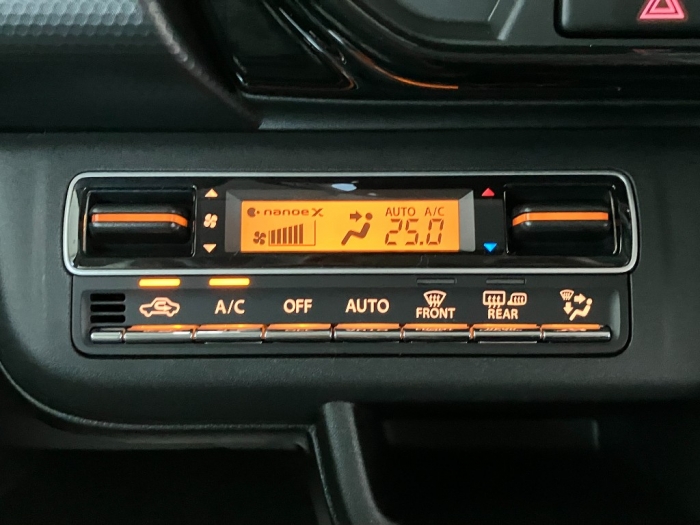 nanoeX
AUTO A/C
25.0
A/C OFF AUTO FRONT REAR